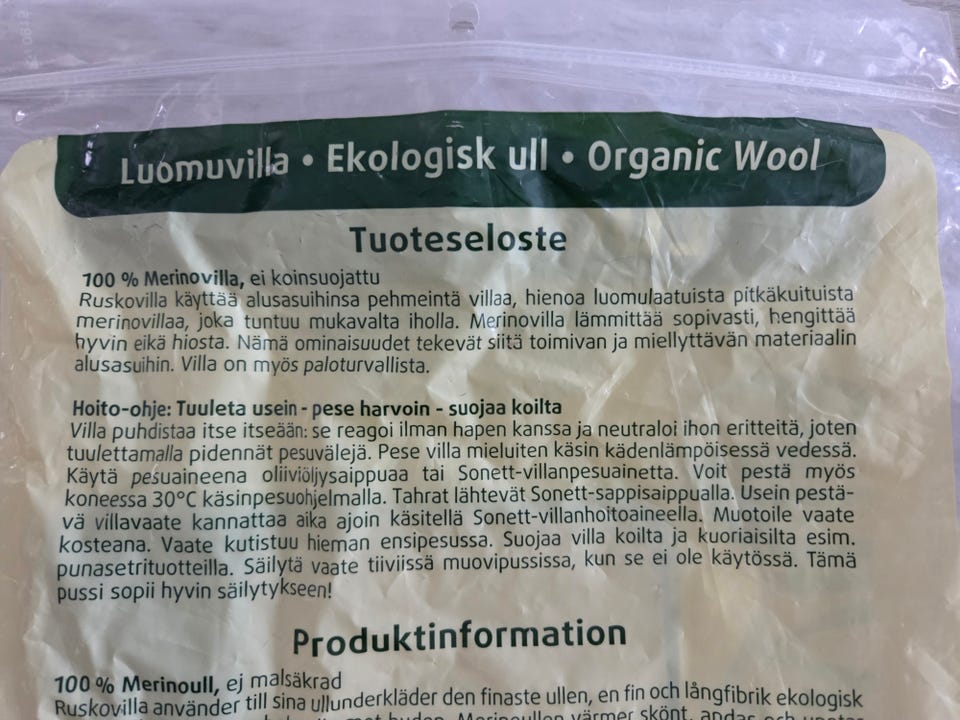 Luomuvilla • Ekologisk ull • Organic Wool
Tuoteseloste
100 % Merinovilla, ei koinsuojattu
Ruskovilla käyttää alusasuihinsa pehmeintä villaa, hienoa luomulaatuista pitkäkuituista
merinovillaa, joka tuntuu mukavalta iholla. Merinovilla lämmittää sopivasti, hengittää
hyvin eikä hiosta. Nämä ominaisuudet tekevät siitä toimivan ja miellyttävän materiaalin
alusasuihin. Villa on myös paloturvallista.
Hoito-ohje: Tuuleta usein - pese harvoin - suojaa koilta
Villa puhdistaa itse itseään: se reagoi ilman hapen kanssa ja neutraloi ihon eritteitä, joten
tuulettamalla pidennät pesuvälejä. Pese villa mieluiten käsin kädenlämpöisessä vedessä.
Käytä pesuaineena oliiviöljysaippuaa tai Sonett-villanpesuainetta. Voit pestä myös
koneessa 30°C käsinpesuohjelmalla. Tahrat lähtevät Sonett-sappisaippualla. Usein pestä-
vä villavaate kannattaa aika ajoin käsitellä Sonett-villanhoitoaineella. Muotoile vaate
kosteana. Vaate kutistuu hieman ensipesussa. Suojaa villa koilta ja kuoriaisilta esim.
punasetrituotteilla. Säilytä vaate tiiviissä muovipussissa, kun se ei ole käytössä. Tämä
pussi sopii hyvin säilytykseen!
Produktinformation
100 % Merinoull, ej malsäkrad
Ruskovilla använder till sina ullunderkläder den finaste ullen, en fin och långfibrik ekologisk
huden. Merinoullen värmer skönt, andas och